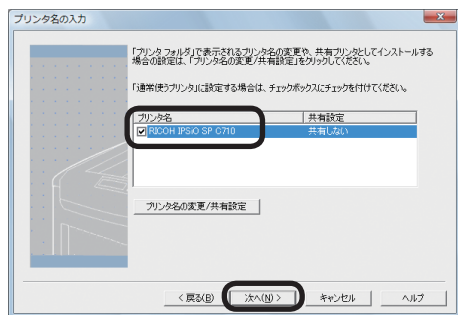 プリンタ名の入力
「プリンタ フォルダ」で表示されるプリンタ名の変更や、共有プリンタとしてインストールする
場合の設定は、「プリンタ名の変更/共有設定」をクリックしてください。
「通常使うプリンタ」に設定する場合は、チェックボックスにチェックを付けてください。
プリンタ名 共有設定
RICOH IPSiO SP C710 共有しない
プリンタ名の変更/共有設定
< 戻る(B) 次へ(N) > キャンセル ヘルプ